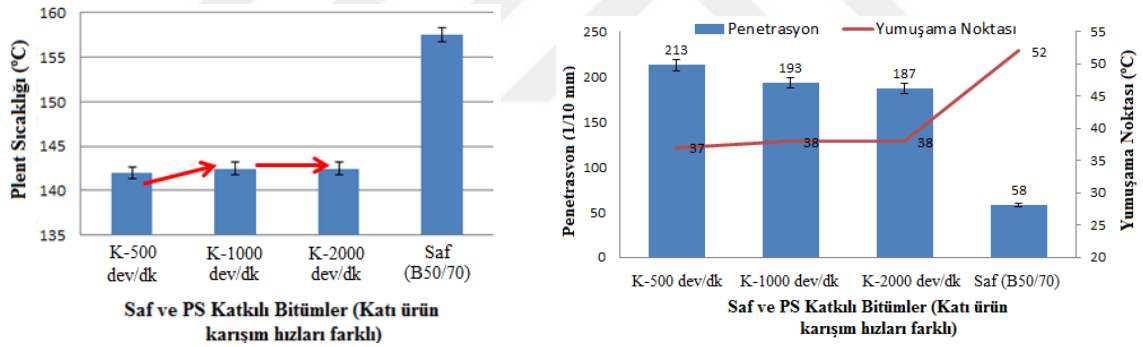 Plent Sıcaklığı (°C)
160
155
150
145
140
135
K-500
dev/dk
K-1000
dev/dk
K-2000
dev/dk
Saf
(B50/70)
Saf ve PS Katkılı Bitümler (Katı ürün
karışım hızları farklı)
Penetrasyon
Yumuşama Noktası
Penetrasyon (1/10 mm)
250
200
150
100
50
0
213
193
187
58
37
38
38
52
55
50
45
40
35
30
25
20
Yumuşama Noktası (°C)
K-500 dev/dk
K-1000 dev/dk
K-2000 dev/dk
Saf (B50/70)
Saf ve PS Katkılı Bitümler (Katı ürün
karışım hızları farklı)